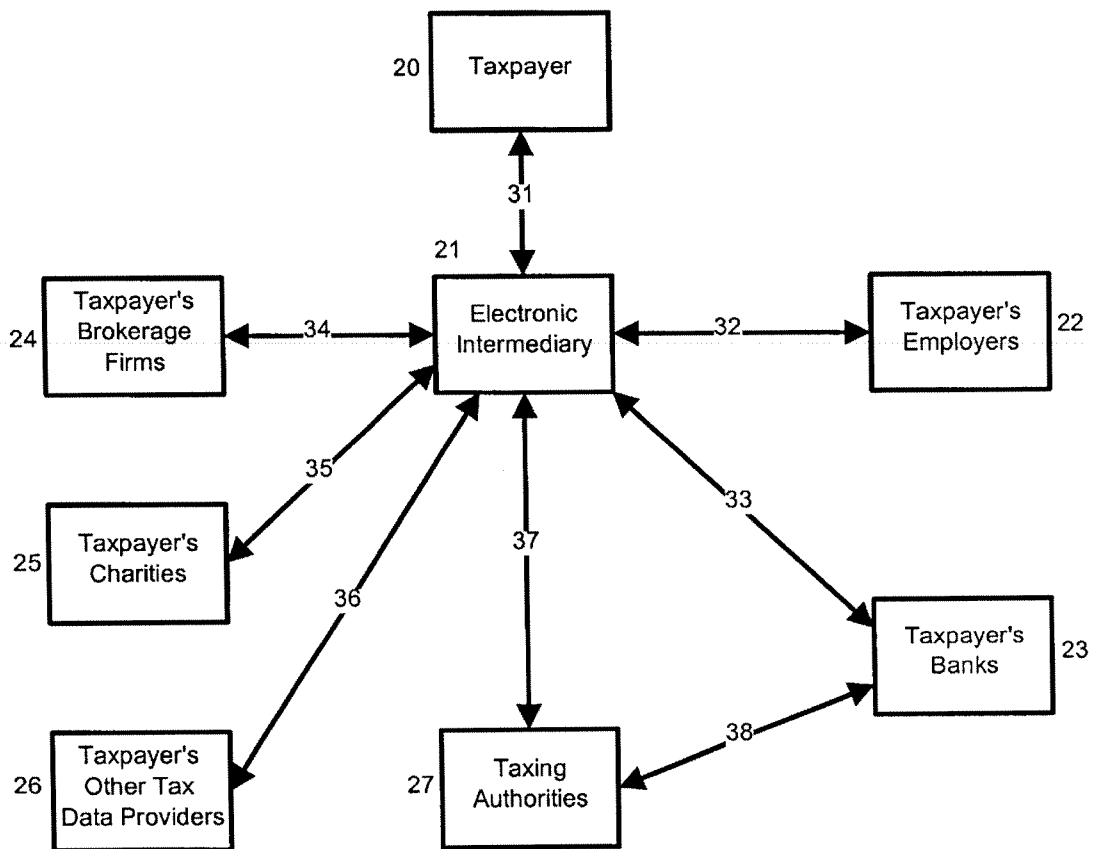 20
Taxpayer
31
21
Electronic
Intermediary
24
Taxpayer's
Brokerage
Firms
34
32
Taxpayer's
Employers
22
35
33
25
Taxpayer's
Charities
37
36
Taxpayer's
Banks
23
38
26
Taxpayer's
Other Tax
Data Providers
27
Taxing
Authorities